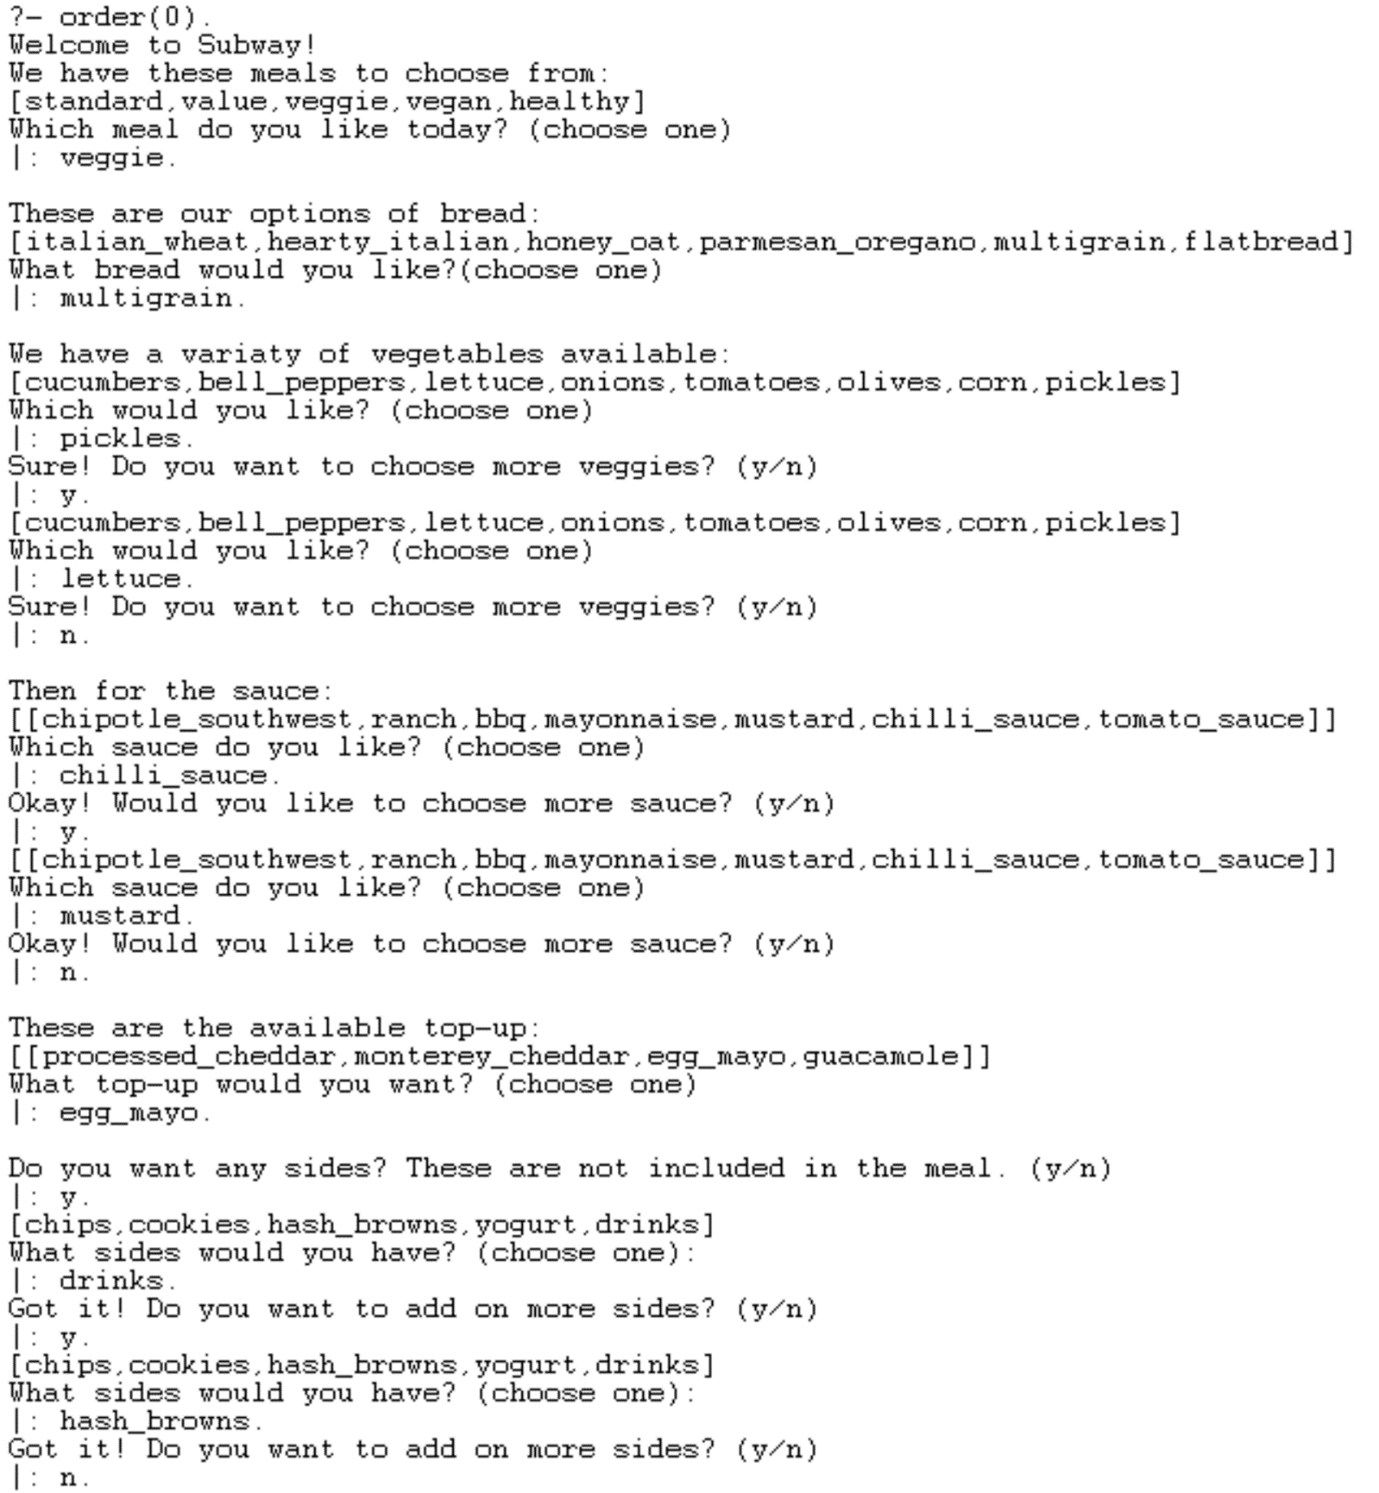 ?- order(0).
Welcome to Subway!
We have these meals to choose from:
[standard,value,veggie,vegan,healthy]
Which meal do you like today? (choose one)
|: veggie.
These are our options of bread:
[italian_wheat,hearty_italian,honey_oat,parmesan_oregano,multigrain,flatbread]
What bread would you like?(choose one)
|: multigrain.
We have a variaty of vegetables available:
[cucumbers,bell_peppers,lettuce,onions,tomatoes,olives,corn,pickles]
Which would you like? (choose one)
|: pickles.
Sure! Do you want to choose more veggies? (y/n)
|: y.
[cucumbers,bell_peppers,lettuce,onions,tomatoes,olives,corn,pickles]
Which would you like? (choose one)
|: lettuce.
Sure! Do you want to choose more veggies? (y/n)
|: n.
Then for the sauce:
[[chipotle_southwest,ranch,bbq,mayonnaise,mustard,chilli_sauce,tomato_sauce]]
Which sauce do you like? (choose one)
|: chilli_sauce.
Okay! Would you like to choose more sauce? (y/n)
|: y.
[[chipotle_southwest,ranch,bbq,mayonnaise,mustard,chilli_sauce,tomato_sauce]]
Which sauce do you like? (choose one)
|: mustard.
Okay! Would you like to choose more sauce? (y/n)
|: n.
These are the available top-up:
[[processed_cheddar,monterey_cheddar,egg_mayo,guacamole]]
What top-up would you want? (choose one)
|: egg_mayo.
Do you want any sides? These are not included in the meal. (y/n)
|: y.
[chips,cookies,hash_browns,yogurt,drinks]
What sides would you have? (choose one):
|: drinks.
Got it! Do you want to add on more sides? (y/n)
|: y.
[chips,cookies,hash_browns,yogurt,drinks]
What sides would you have? (choose one):
|: hash_browns.
Got it! Do you want to add on more sides? (y/n)
|: n.